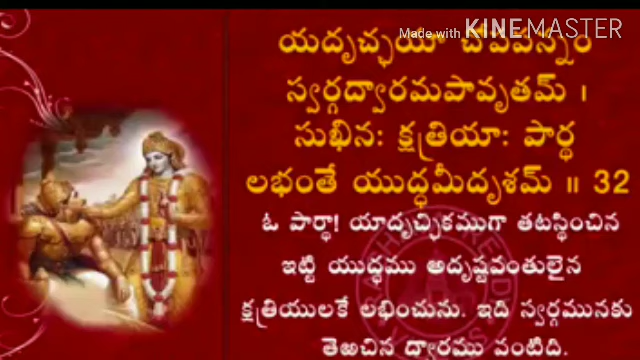 Made with KINEMASTER
యదృచ్ఛయా చోపపన్నం
స్వర్గద్వారమపావృతమ్ ।
సుఖినః క్షత్రియాః పార్థ
లభంతే యుద్ధమీదృశమ్ ॥ 32
ఓ పార్థా! యాదృచ్ఛికముగా తటస్థించిన
ఇట్టి యుద్ధము అదృష్టవంతులైన
క్షత్రియులకే లభించును. ఇది స్వర్గమునకు
తెఱచిన ద్వారము వంటిది.